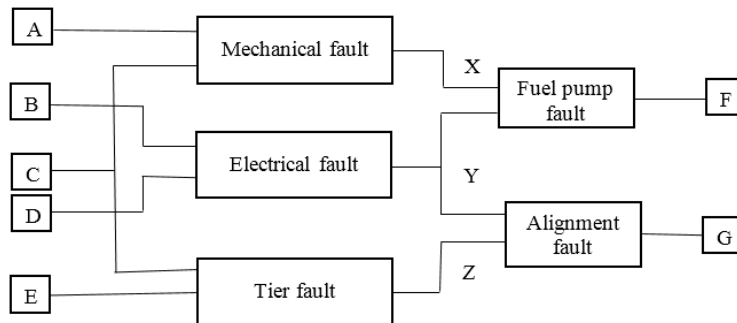 A
Mechanical fault
X
B
Fuel pump
fault
F
Electrical fault
C
Y
D
Alignment
fault
G
Z
E
Tier fault